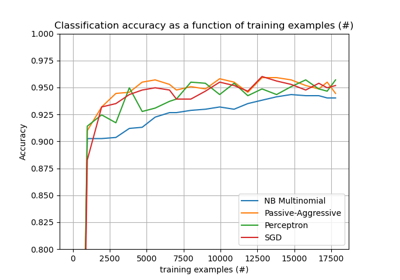 Classification accuracy as a function of training examples (#)
1.000
0.975
0.950
0.925
0.900
0.875
0.850
0.825
0.800
Accuracy
0 2500 5000 7500 10000 12500 15000 17500
training examples (#)
NB Multinomial
Passive-Aggressive
Perceptron
SGD